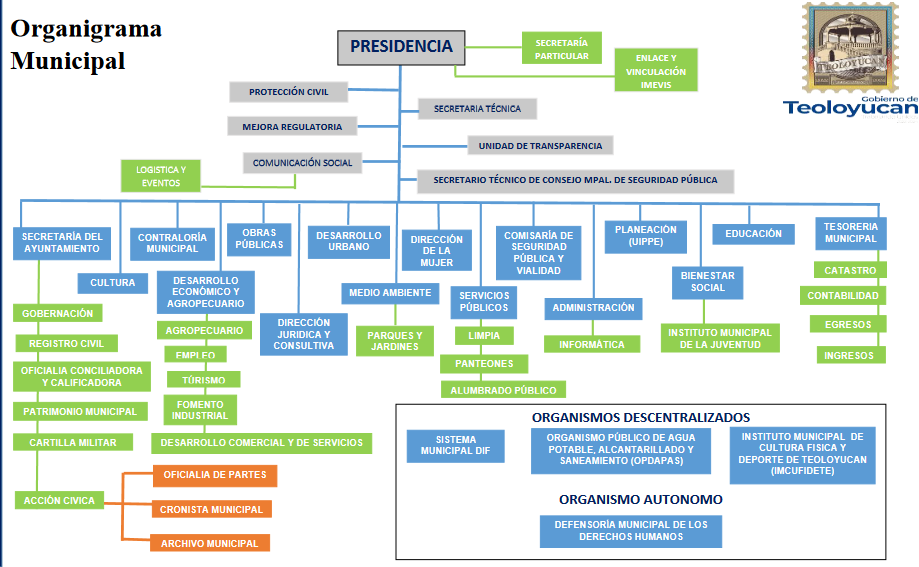 Organigrama
Municipal
PRESIDENCIA
SECRETARÍA
PARTICULAR
ENLACE Y
VINCULACIÓN
IMEVIS
TEOLOYUCAN
Gobierno de
Teoloyucan
PROTECCIÓN CIVIL
SECRETARIA TÉCNICA
MEJORA REGULATORIA
UNIDAD DE TRANSPARENCIA
COMUNICACIÓN SOCIAL
LOGISTICA Y
EVENTOS
SECRETARIO TÉCNICO DE CONSEJO MPAL. DE SEGURIDAD PÚBLICA
SECRETARÍA DEL
AYUNTAMIENTO
CULTURA
CONTRALORÍA
MUNICIPAL
OBRAS
PÚBLICAS
DESARROLLO
URBANO
DIRECCIÓN
DE LA
MUJER
COMISARÍA DE
SEGURIDAD
PÚBLICA Y
VIALIDAD
PLANEACIÓN
(UIPPE)
EDUCACIÓN
TESORERIA
MUNICIPAL
DESARROLLO
ECONÓMICO Y
AGROPECUARIO
DIRECCIÓN
JURIDICA Y
CONSULTIVA
MEDIO AMBIENTE
SERVICIOS
PÚBLICOS
ADMINISTRACIÓN
BIENESTAR
SOCIAL
GOBERNACIÓN
REGISTRO CIVIL
OFICIALIA CONCILIADORA
Y CALIFICADORA
PATRIMONIO MUNICIPAL
CARTILLA MILITAR
ACCIÓN CIVICA
OFICIALIA DE PARTES
CRONISTA MUNICIPAL
ARCHIVO MUNICIPAL
AGROPECUARIO
EMPLEO
TÚRISMO
FOMENTO
INDUSTRIAL
DESARROLLO COMERCIAL Y DE SERVICIOS
PARQUES Y
JARDINES
LIMPIA
PANTEONES
ALUMBRADO PÚBLICO
INFORMÁTICA
INSTITUTO MUNICIPAL
DE LA JUVENTUD
CATASTRO
CONTABILIDAD
EGRESOS
INGRESOS
ORGANISMOS DESCENTRALIZADOS
SISTEMA
MUNICIPAL DIF
ORGANISMO PÚBLICO DE AGUA
POTABLE, ALCANTARILLADO Y
SANEAMIENTO (OPDAPAS)
INSTITUTO MUNICIPAL DE
CULTURA FISICA Y
DEPORTE DE TEOLOYUCAN
(IMCUFIDETE)
ORGANISMO AUTONOMO
DEFENSORÍA MUNICIPAL DE LOS
DERECHOS HUMANOS